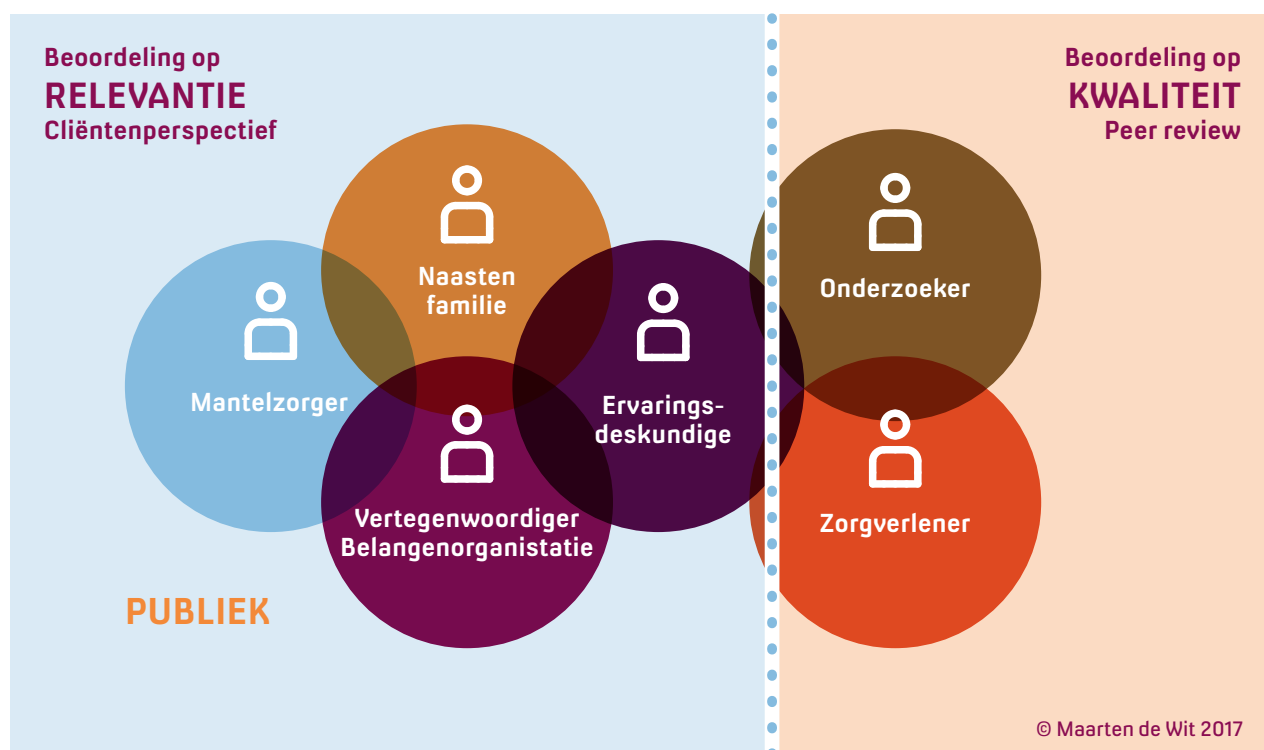 Beoordeling op
RELEVANTIE
Cliëntenperspectief
Beoordeling op
KWALITEIT
Peer review
Naasten
familie
Onderzoeker
Mantelzorger
Ervarings-
deskundige
Vertegenwoordiger
Belangenorganistatie
Zorgverlener
PUBLIEK
© Maarten de Wit 2017